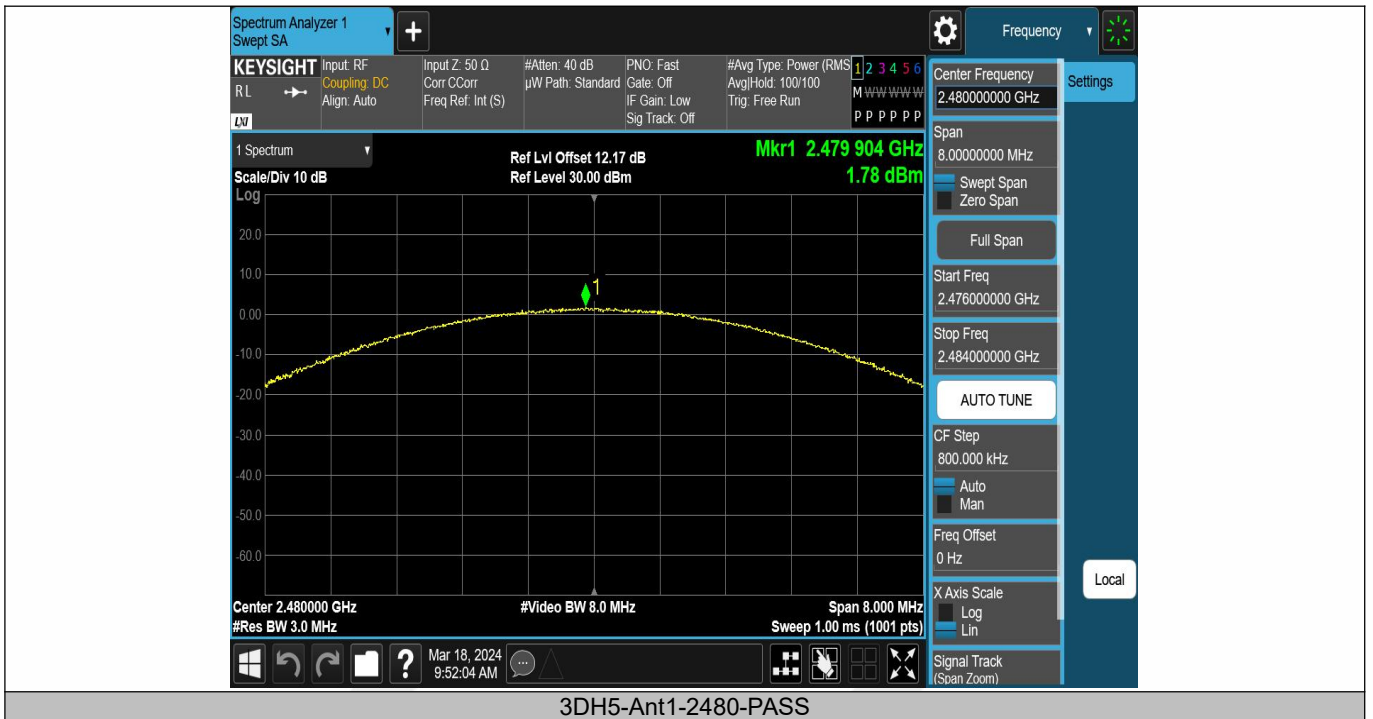 Spectrum Analyzer 1
Swept SA
+
Frequency
KEYSIGHT
RL
LXI
Input: RF
Coupling: DC
Align: Auto
Input Z: 50 Ω
Corr CCorr
Freq Ref: Int (S)
#Atten: 40 dB
µW Path: Standard
PNO: Fast
Gate: Off
IF Gain: Low
Sig Track: Off
#Avg Type: Power (RMS
Avg|Hold: 100/100
Trig: Free Run
1 2 3 4 5 6
M W W W W W
P P P P P P
1 Spectrum
Scale/Div 10 dB
Log
Ref Lvl Offset 12.17 dB
Ref Level 30.00 dBm
Mkr1 2.479 904 GHz
1.78 dBm
20.0
10.0
0.00
-10.0
-20.0
-30.0
-40.0
-50.0
-60.0
1
Center 2.480000 GHz
#Res BW 3.0 MHz
#Video BW 8.0 MHz
Span 8.000 MHz
Sweep 1.00 ms (1001 pts)
?
Mar 18, 2024
9:52:04 AM
Center Frequency
2.480000000 GHz
Settings
Span
8.00000000 MHz
Swept Span
Zero Span
Full Span
Start Freq
2.476000000 GHz
Stop Freq
2.484000000 GHz
AUTO TUNE
CF Step
800.000 kHz
Auto
Man
Freq Offset
0 Hz
Local
X Axis Scale
Log
Lin
Signal Track
(Span Zoom)
3DH5-Ant1-2480-PASS